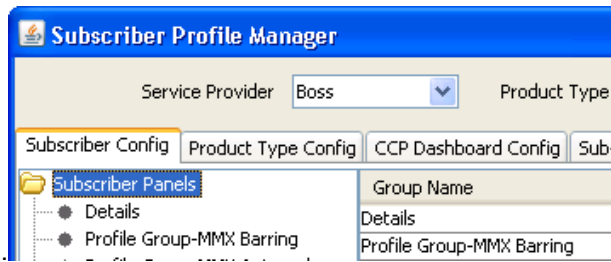 Subscriber Profile Manager
Service Provider Boss Product Type
Subscriber Config Product Type Config CCP Dashboard Config Sub
Subscriber Panels Group Name
Details Details
Profile Group-MMX Barring Profile Group-MMX Barring